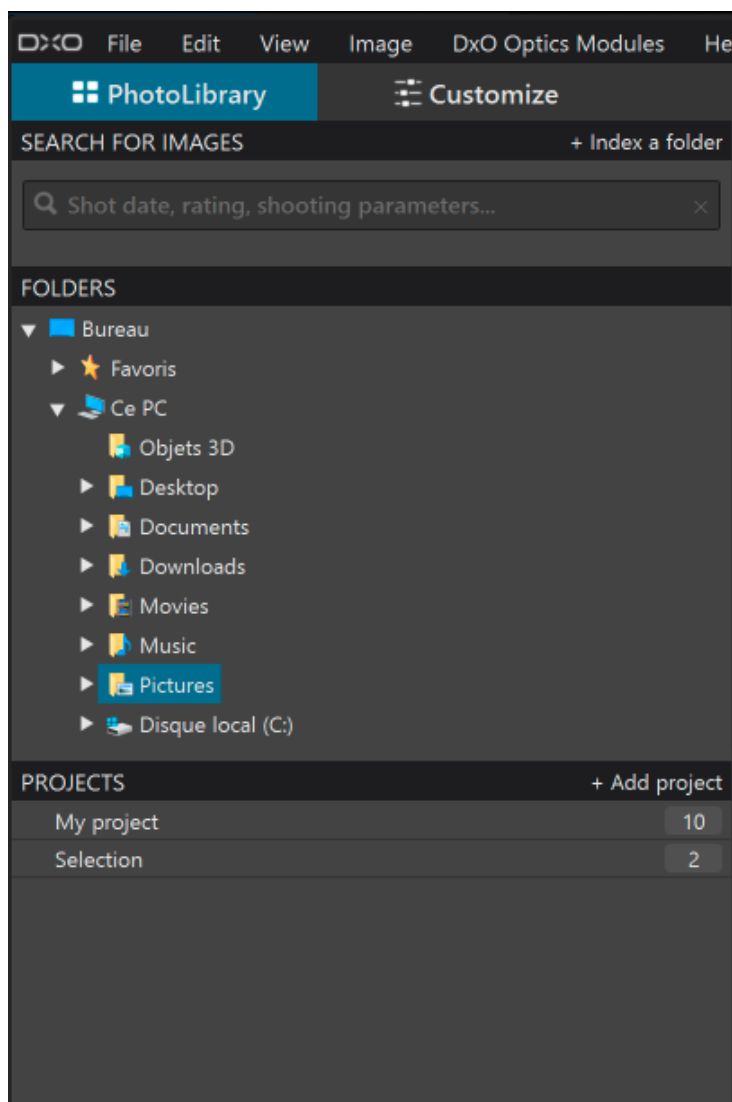 DXO File Edit View Image DxO Optics Modules He
PhotoLibrary Customize
SEARCH FOR IMAGES + Index a folder
Shot date, rating, shooting parameters...
FOLDERS
Bureau
Favoris
Ce PC
Objets 3D
Desktop
Documents
Downloads
Movies
Music
Pictures
Disque local (C:)
PROJECTS + Add project
My project 10
Selection 2